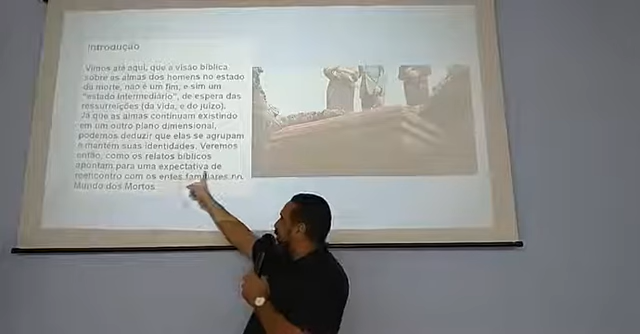 Introdução
Vimos até aqui, que a visão bíblica
sobre as almas dos homens no estado
da morte, não é um fim, e sim um
"estado intermediário", de espera das
ressurreições (da vida, e do juízo).
Já que as almas continuam existindo
em um outro plano dimensional,
podemos deduzir que elas se agrupam
e mantém suas identidades. Veremos
então, como os relatos bíblicos
apontam para uma expectativa de
reencontro com os entes familiares no
Mundo dos Mortos.